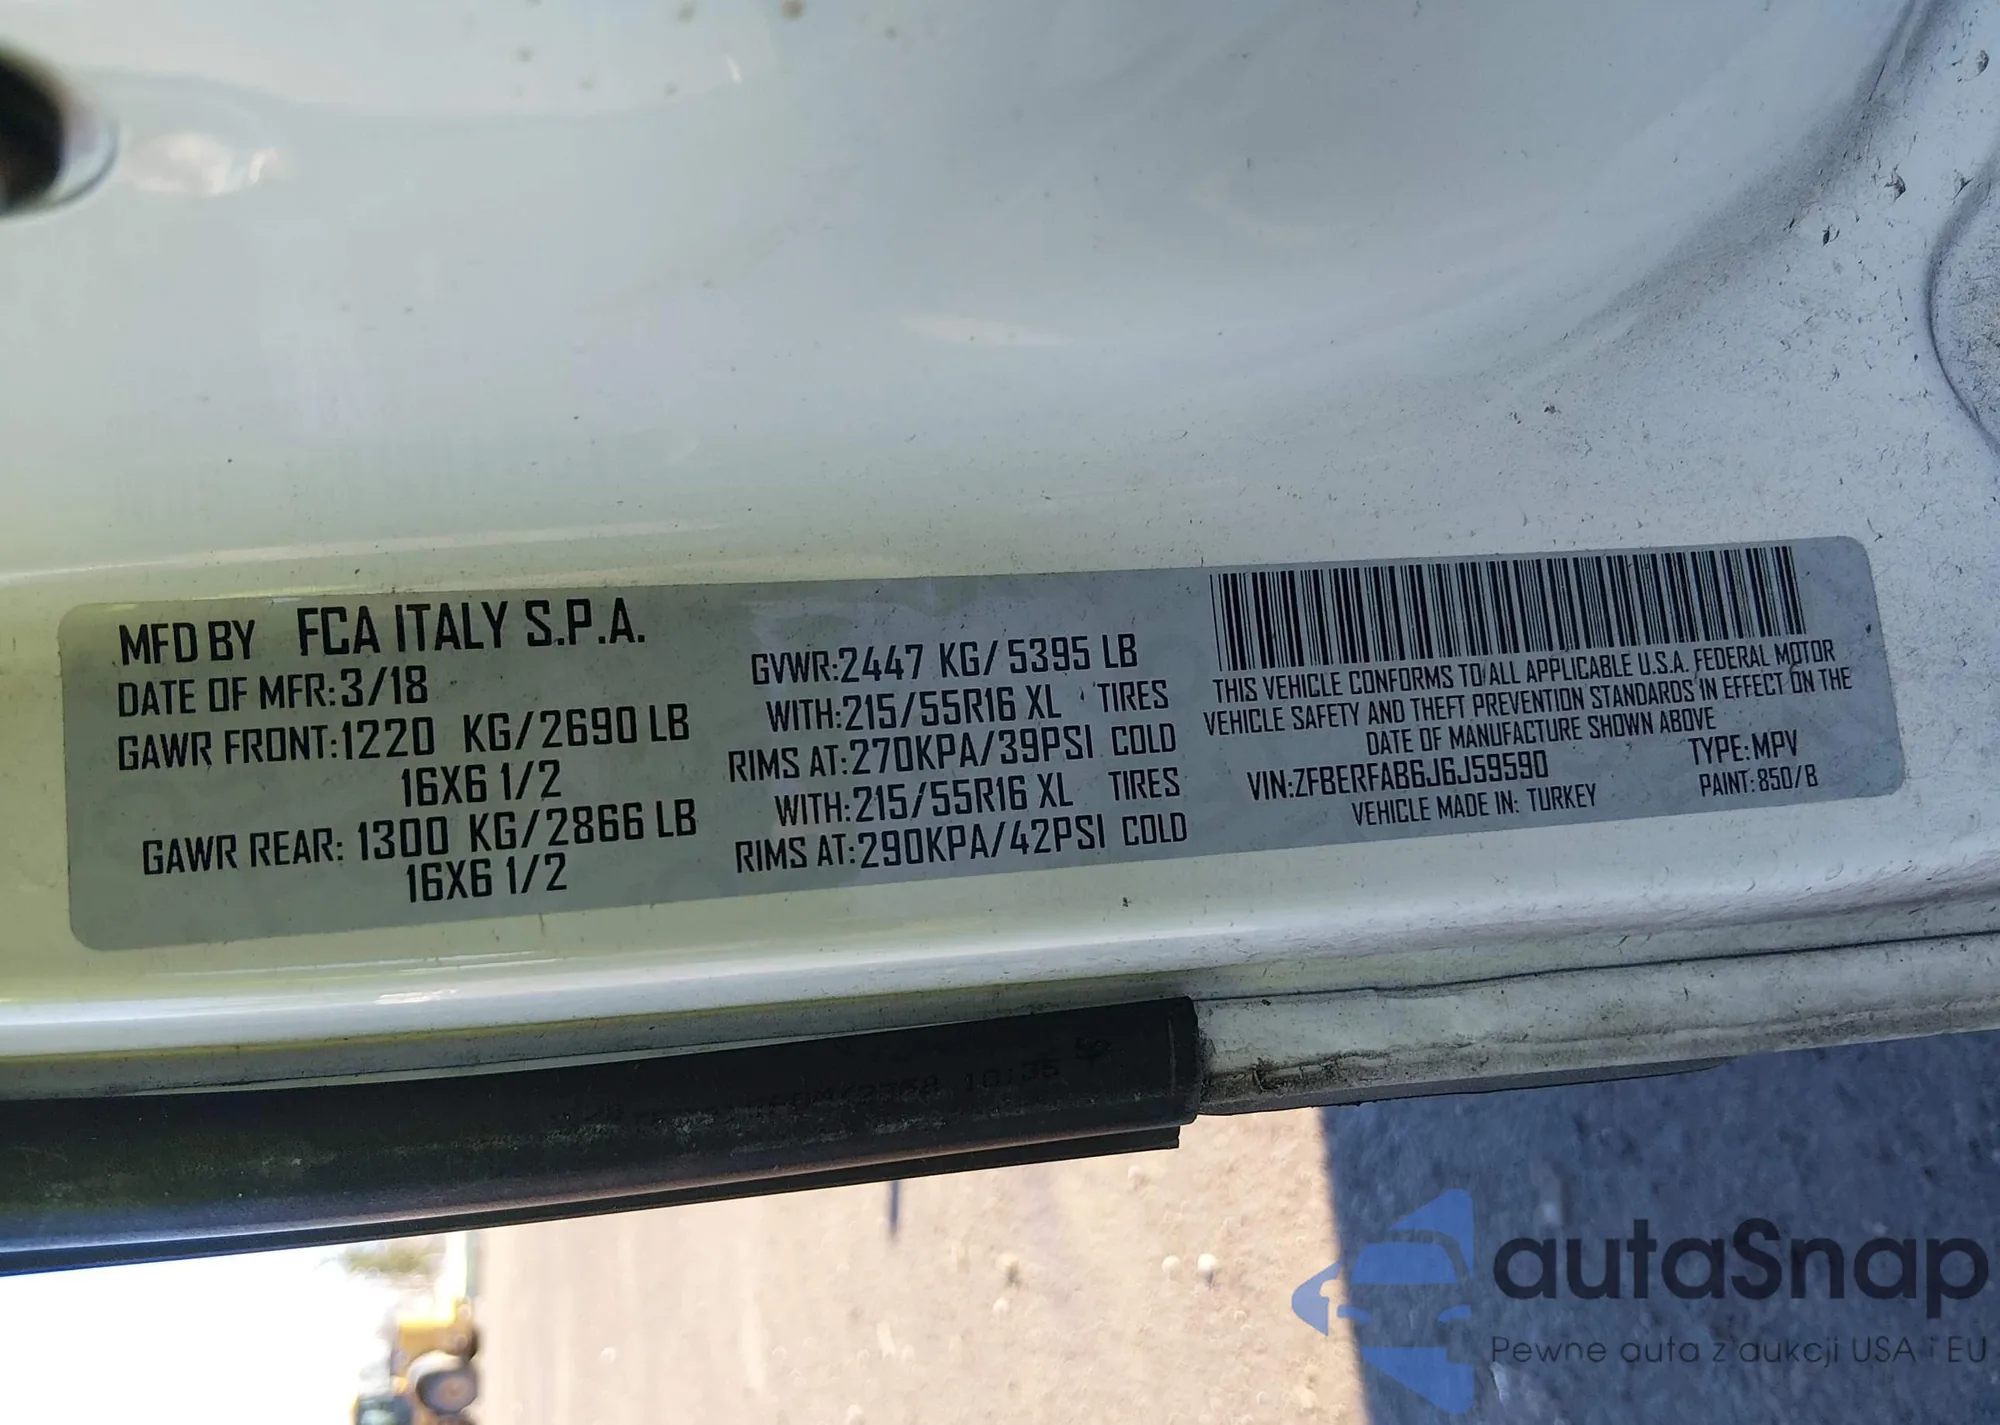 MFD BY FCA ITALY S.P.A.
DATE OF MFR:3/18
GAWR FRONT:1220 KG/2690 LB
16X6 1/2
GAWR REAR: 1300 KG/2866 LB
16X6 1/2
GVWR:2447 KG/5395 LB
WITH:215/55R16 XL TIRES
RIMS AT:270KPA/39PSI COLD
WITH:215/55R16 XL TIRES
RIMS AT:290KPA/42PSI COLD
THIS VEHICLE CONFORMS TO ALL APPLICABLE U.S.A. FEDERAL MOTOR
VEHICLE SAFETY AND THEFT PREVENTION STANDARDS IN EFFECT ON THE
DATE OF MANUFACTURE SHOWN ABOVE
VIN:ZFBERFAB6J6J59590 TYPE:MPV
VEHICLE MADE IN: TURKEY PAINT:850/B
10:35
autaSnap
Pewne auta z aukcji USA i EU